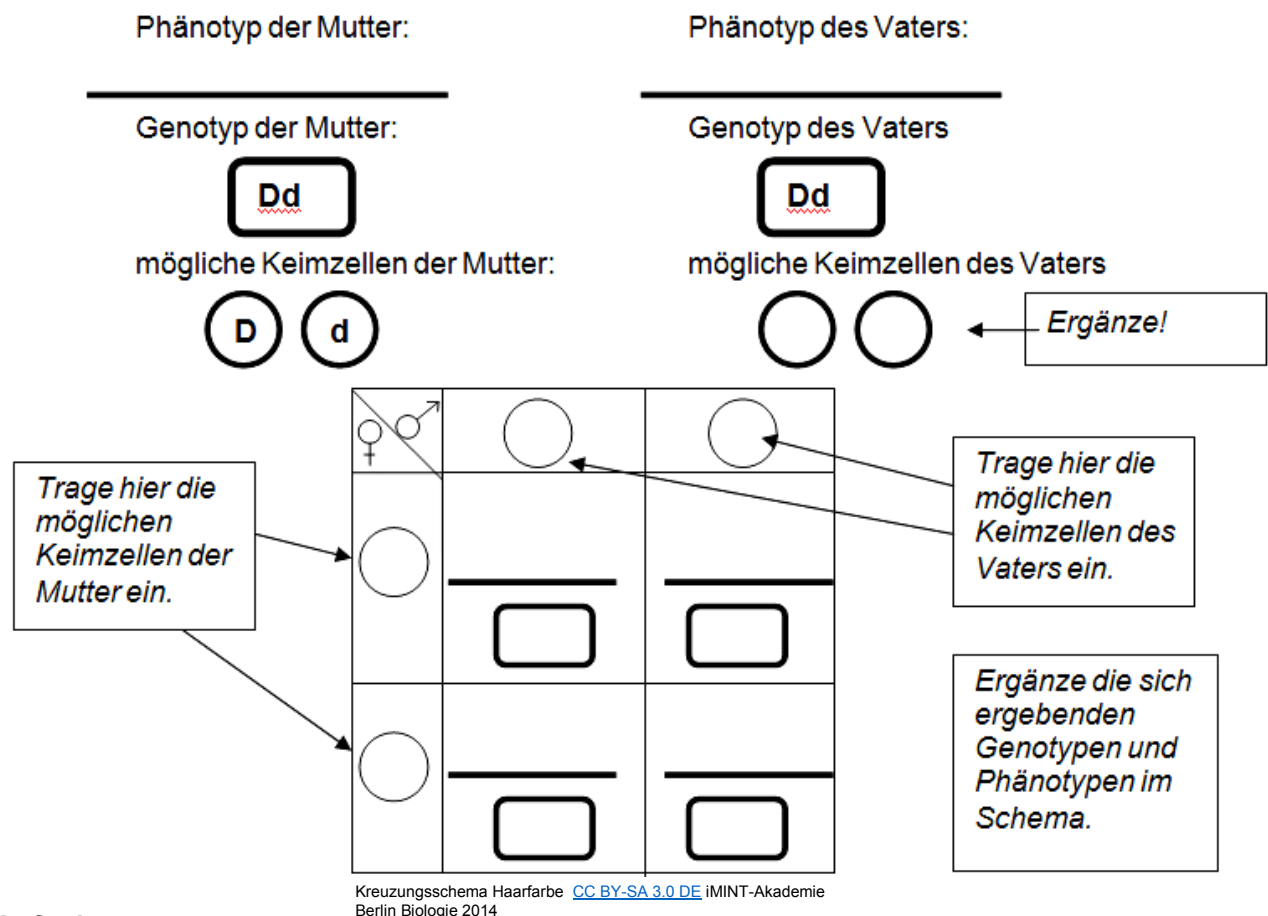 Phänotyp der Mutter:
Phänotyp des Vaters:
Genotyp der Mutter:
Genotyp des Vaters
Dd
Dd
mögliche Keimzellen der Mutter:
mögliche Keimzellen des Vaters
D
d
Ergänze!
Trage hier die
möglichen
Keimzellen der
Mutter ein.
Trage hier die
möglichen
Keimzellen des
Vaters ein.
Ergänze die sich
ergebenden
Genotypen und
Phänotypen im
Schema.
Kreuzungsschema Haarfarbe CC BY-SA 3.0 DE iMINT-Akademie
Berlin Biologie 2014